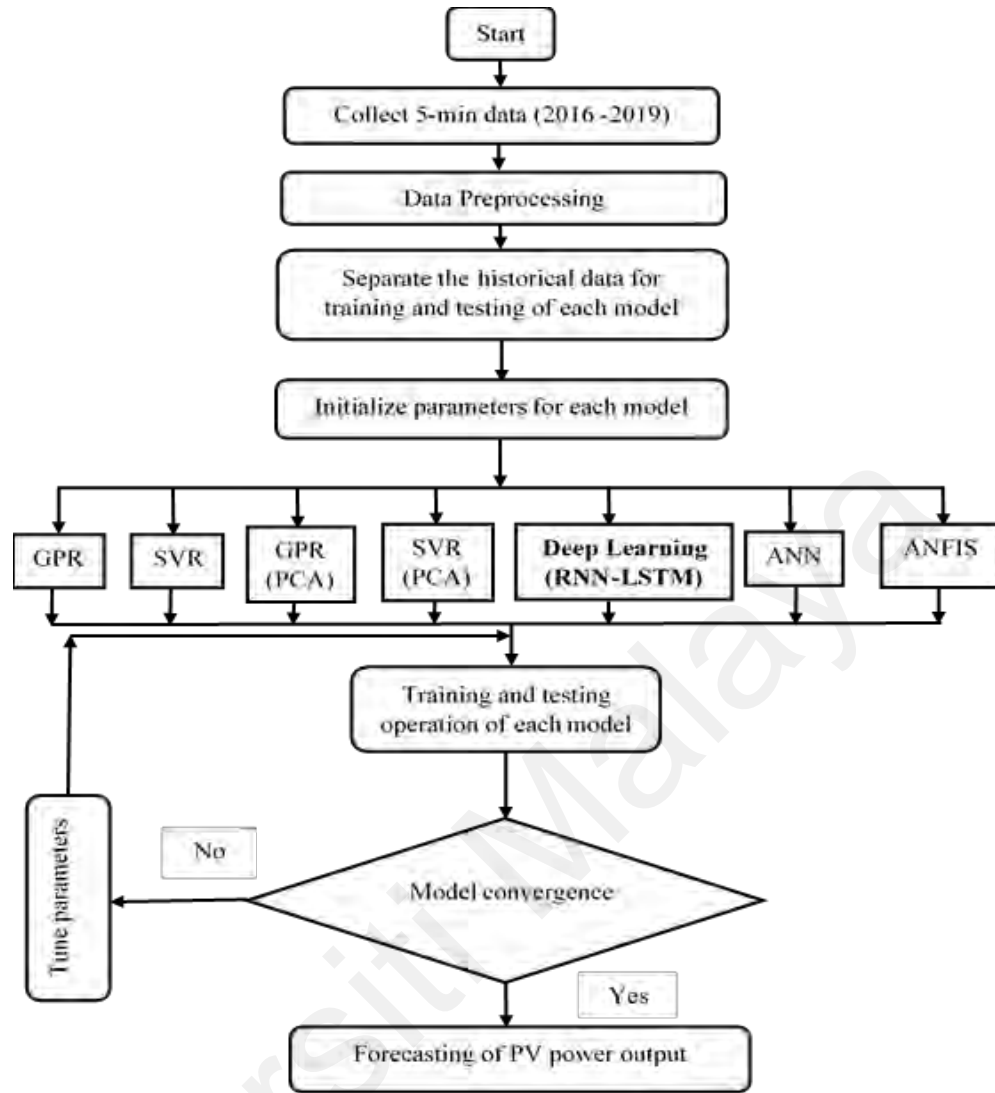 Start
Collect 5-min data (2016 -2019)
Data Preprocessing
Separate the historical data for
training and testing of each model
Initialize parameters for each model
GPR
SVR
GPR
(PCA)
SVR
(PCA)
Deep Learning
(RNN-LSTM)
ANN
ANFIS
Training and testing
operation of each model
Tune parameters
No
Model convergence
Yes
Forecasting of PV power output
rsiti Malaya